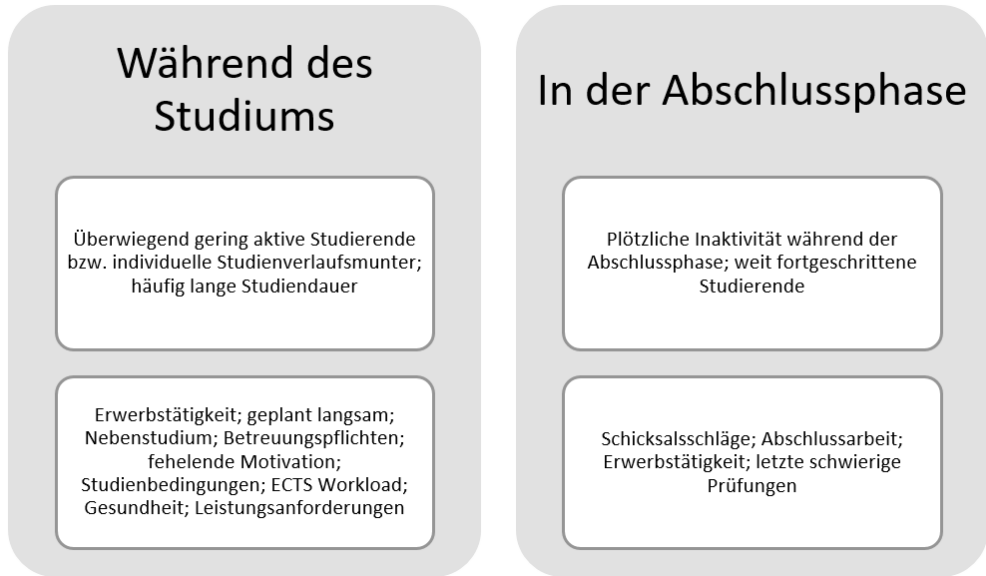 Während des
Studiums
Überwiegend gering aktive Studierende
bzw. individuelle Studienverlaufsmunter;
häufig lange Studiendauer
Erwerbstätigkeit; geplant langsam;
Nebenstudium; Betreuungspflichten;
fehelende Motivation;
Studienbedingungen; ECTS Workload;
Gesundheit; Leistungsanforderungen
In der Abschlussphase
Plötzliche Inaktivität während der
Abschlussphase; weit fortgeschrittene
Studierende
Schicksalsschläge; Abschlussarbeit;
Erwerbstätigkeit; letzte schwierige
Prüfungen